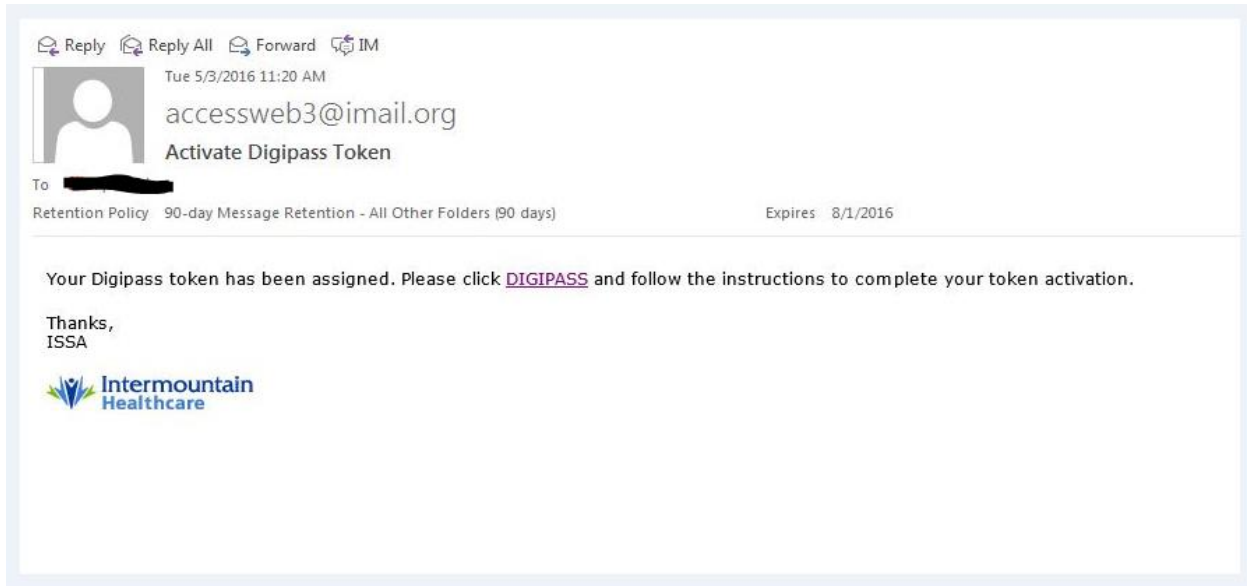 Reply Reply All Forward IM
Tue 5/3/2016 11:20 AM
accessweb3@imail.org
Activate Digipass Token
To
Retention Policy 90-day Message Retention - All Other Folders (90 days) Expires 8/1/2016
Your Digipass token has been assigned. Please click DIGIPASS and follow the instructions to complete your token activation.
Thanks,
ISSA
Intermountain
Healthcare